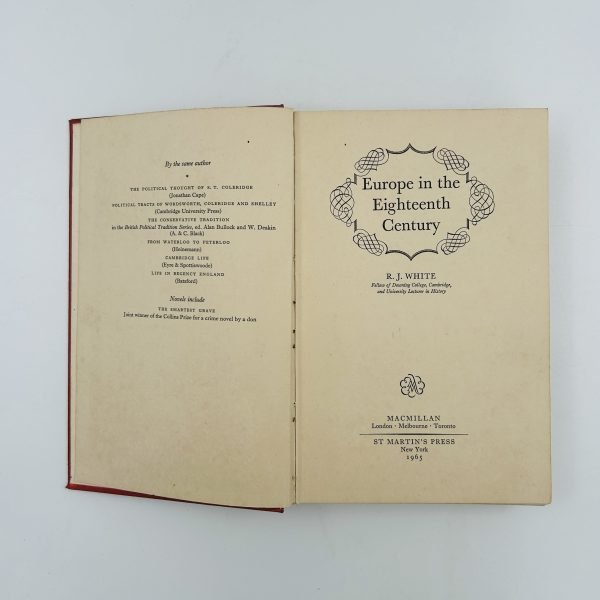 By the same author
THE POLITICAL THOUGHT OF S. T. COLERIDGE
(Jonathan Cape)
POLITICAL TRACTS OF WORDSWORTH, COLERIDGE AND SHELLEY
(Cambridge University Press)
THE CONSERVATIVE TRADITION
in the British Political Tradition Series, ed. Alan Bullock and W. Deakin
(A. & C. Black)
FROM WATERLOO TO PETERLOO
(Heinemann)
CAMBRIDGE LIFE
(Eyre & Spottiswoode)
LIFE IN REGENCY ENGLAND
(Batsford)
Novels include
THE SMARTEST GRAVE
Joint winner of the Collins Prize for a crime novel by a don
Europe in the
Eighteenth
Century
R. J. WHITE
Fellow of Downing College, Cambridge,
and University Lecturer in History
MACMILLAN
London · Melbourne · Toronto
ST MARTIN'S PRESS
New York
1965